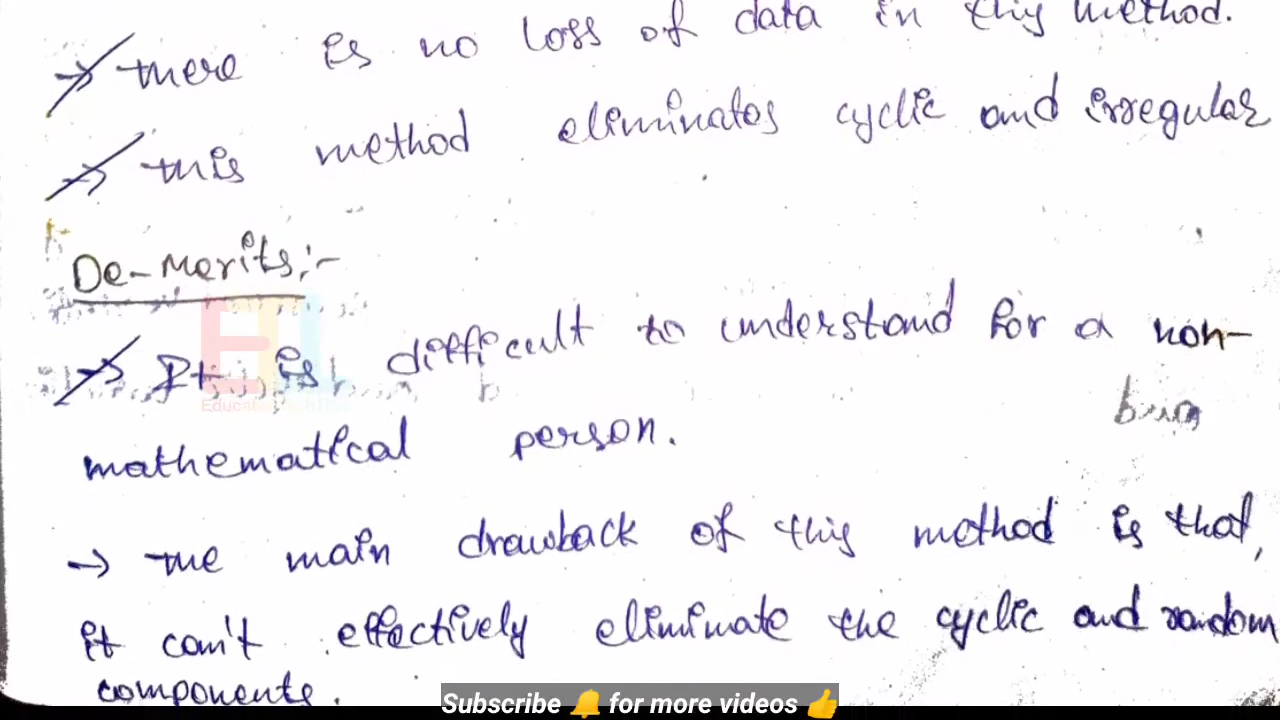 → there is no loss of data in this method.
→ this method eliminates cyclic and irregular
De-Merits:-
→ It is difficult to understand for a non-
mathematical person.
→ the main drawback of this method is that,
it can't effectively eliminate the cyclic and random
components.
Subscribe 🔔 for more videos 👍